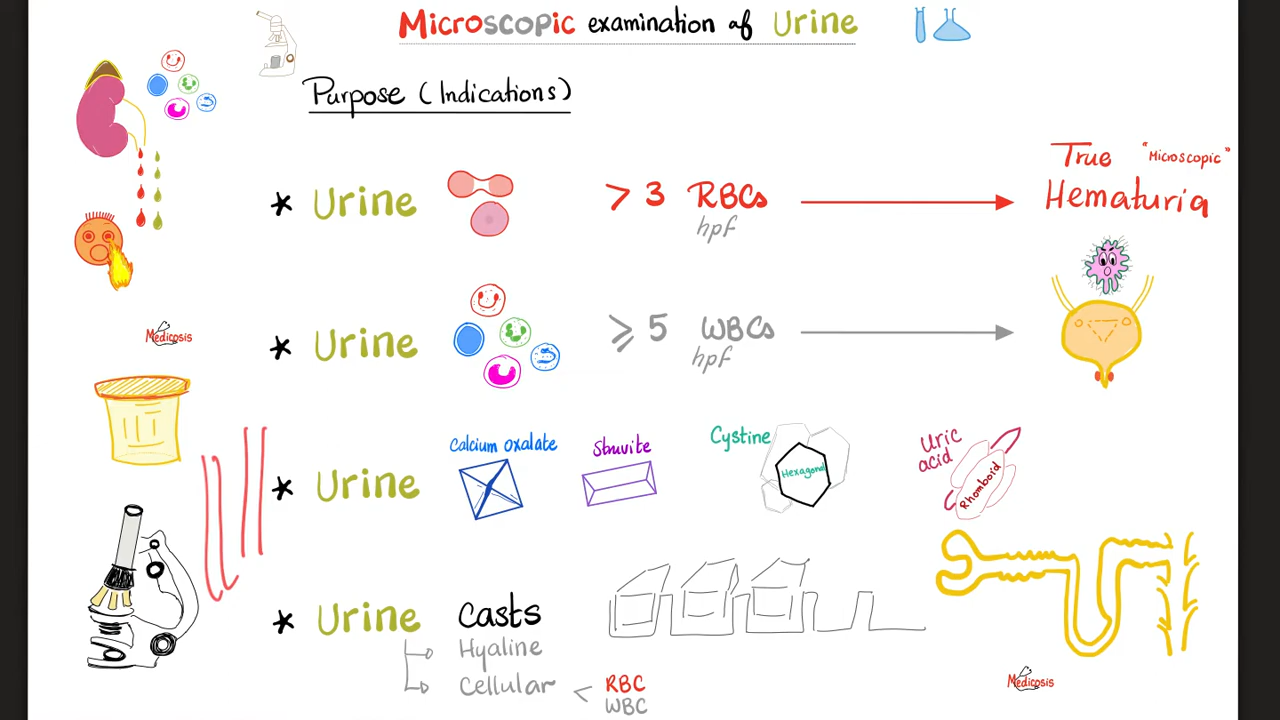 Microscopic examination of Urine
Purpose (Indications)
* Urine > 3 RBCs
hpf
True "Microscopic"
Hematuria
Medicosis
* Urine ⩾ 5 WBCs
hpf
* Urine
Calcium oxalate
Struvite
Cystine
Hexagonal
Uric
acid
Rhomboid
* Urine Casts
Hyaline
Cellular < RBC
WBC
Medicosis